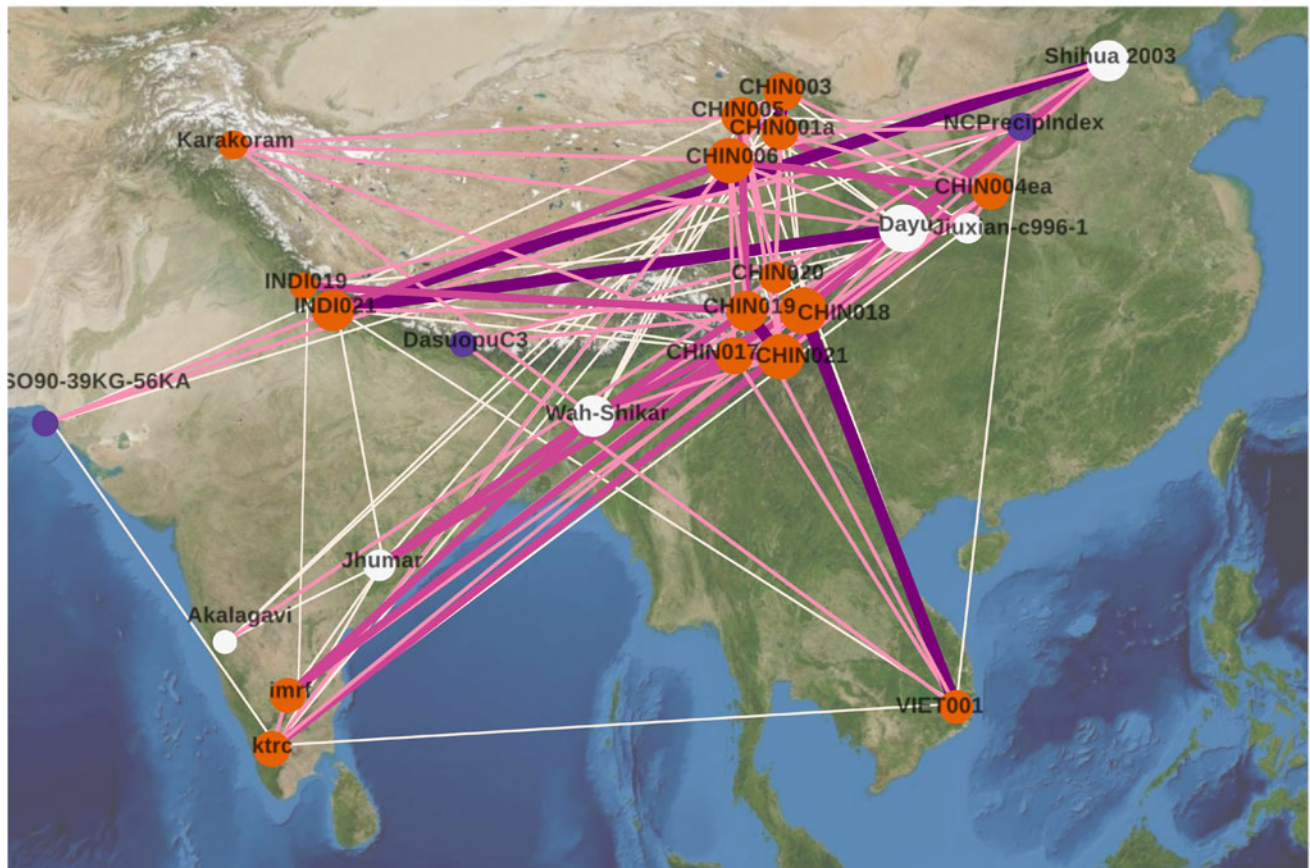 Shihua 2003
CHIN003
CHIN005
CHIN001a
NCPrecipIndex
Karakoram
CHIN006
CHIN004ea
Dayu
Jiuxian-c996-1
CHIN020
INDI019
INDI021
CHIN019
CHIN018
DasuopuC3
CHIN017
CHIN021
SO90-39KG-56KA
Wah-Shikar
Jhumar
Akalagavi
imrf
VIET001
ktrc